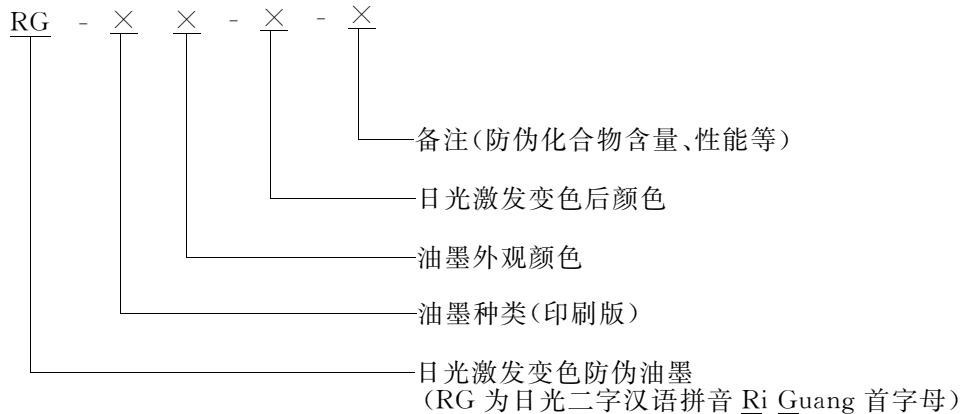 RG - × × - × - ×
备注(防伪化合物含量、性能等)
日光激发变色后颜色
油墨外观颜色
油墨种类(印刷版)
日光激发变色防伪油墨
(RG 为日光二字汉语拼音 Ri Guang 首字母)